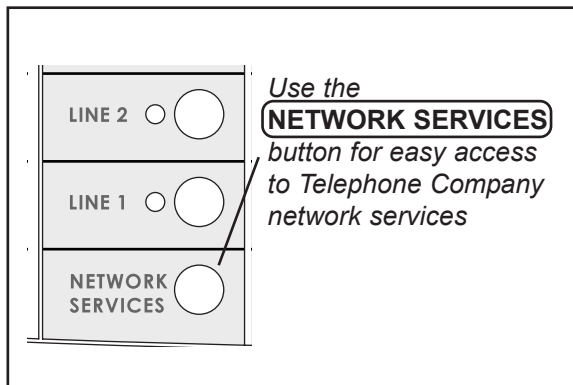 LINE 2
LINE 1
NETWORK
SERVICES
Use the
NETWORK SERVICES
button for easy access
to Telephone Company
network services